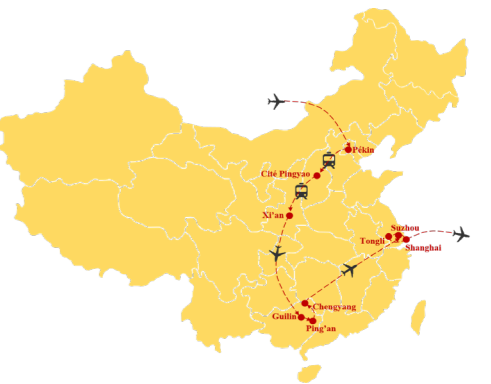 Pékin
Cité Pingyao
Xi'an
Suzhou
Tongli
Shanghai
Chengyang
Guilin
Ping'an